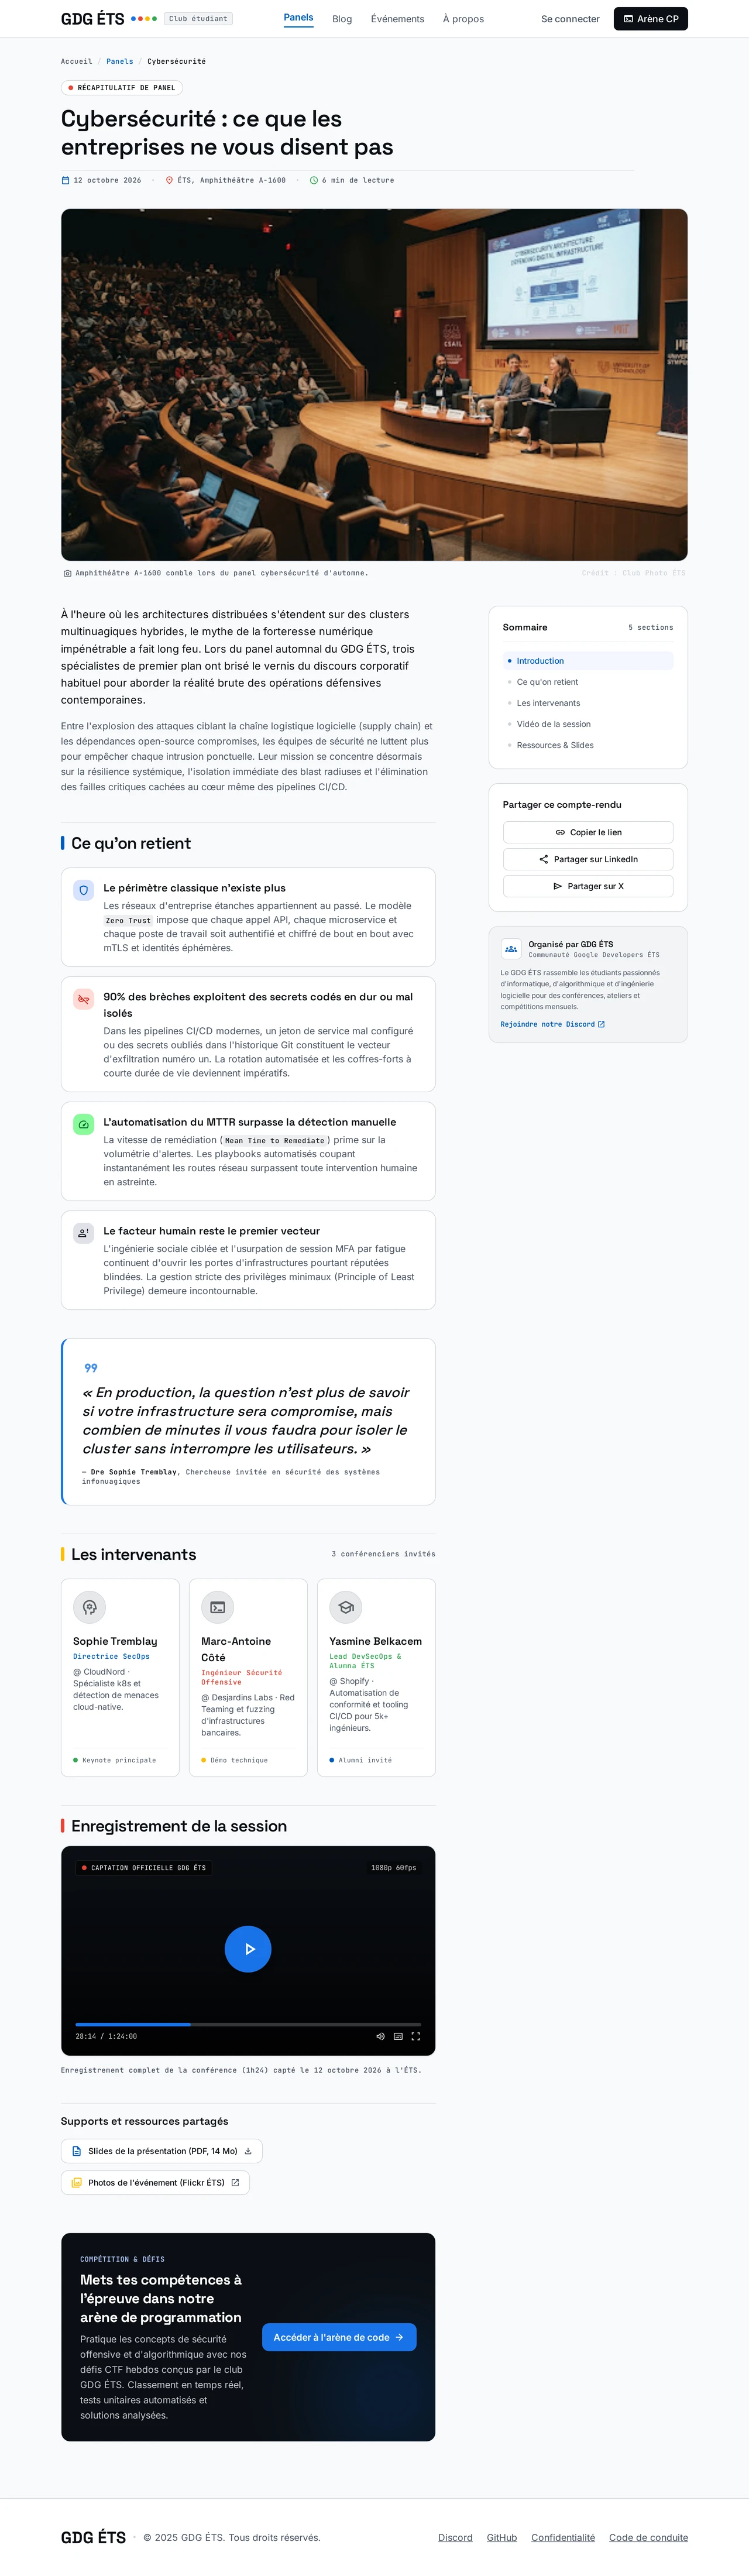 GDG ÉTS
Club étudiant
Panels
Blog
Événements
À propos
Se connecter
Arène CP
Accueil / Panels / Cybersécurité
RÉCAPITULATIF DE PANEL
Cybersécurité : ce que les
entreprises ne vous disent pas
12 octobre 2026 · ÉTS, Amphithéâtre A-1600 · 6 min de lecture
CYBERSECURITY ARCHITECTURE:
CSAIL
Amphithéâtre A-1600 comble lors du panel cybersécurité d'automne.
Crédit : Club Photo ÉTS
À l'heure où les architectures distribuées s'étendent sur des clusters
multinuagiques hybrides, le mythe de la forteresse numérique
impénétrable a fait long feu. Lors du panel automnal du GDG ÉTS, trois
spécialistes de premier plan ont brisé le vernis du discours corporatif
habituel pour aborder la réalité brute des opérations défensives
contemporaines.
Entre l'explosion des attaques ciblant la chaîne logistique logicielle (supply chain) et
les dépendances open-source compromises, les équipes de sécurité ne luttent plus
pour empêcher chaque intrusion ponctuelle. Leur mission se concentre désormais
sur la résilience systémique, l'isolation immédiate des blast radiuses et l'élimination
des failles critiques cachées au cœur même des pipelines CI/CD.
Sommaire
5 sections
Introduction
Ce qu'on retient
Les intervenants
Vidéo de la session
Ressources & Slides
Partager ce compte-rendu
Copier le lien
Partager sur LinkedIn
Partager sur X
Organisé par GDG ÉTS
Communauté Google Developers ÉTS
Le GDG ÉTS rassemble les étudiants passionnés
d'informatique, d'algorithmique et d'ingénierie
logicielle pour des conférences, ateliers et
compétitions mensuels.
Rejoindre notre Discord
Ce qu'on retient
Le périmètre classique n'existe plus
Les réseaux d'entreprise étanches appartiennent au passé. Le modèle
Zero Trust impose que chaque appel API, chaque microservice et
chaque poste de travail soit authentifié et chiffré de bout en bout avec
mTLS et identités éphémères.
90% des brèches exploitent des secrets codés en dur ou mal
isolés
Dans les pipelines CI/CD modernes, un jeton de service mal configuré
ou des secrets oubliés dans l'historique Git constituent le vecteur
d'exfiltration numéro un. La rotation automatisée et les coffres-forts à
courte durée de vie deviennent impératifs.
L'automatisation du MTTR surpasse la détection manuelle
La vitesse de remédiation (Mean Time to Remediate) prime sur la
volumétrie d'alertes. Les playbooks automatisés coupant
instantanément les routes réseau surpassent toute intervention humaine
en astreinte.
Le facteur humain reste le premier vecteur
L'ingénierie sociale ciblée et l'usurpation de session MFA par fatigue
continuent d'ouvrir les portes d'infrastructures pourtant réputées
blindées. La gestion stricte des privilèges minimaux (Principle of Least
Privilege) demeure incontournable.
« En production, la question n'est plus de savoir
si votre infrastructure sera compromise, mais
combien de minutes il vous faudra pour isoler le
cluster sans interrompre les utilisateurs. »
— Dre Sophie Tremblay, Chercheuse invitée en sécurité des systèmes
infonuagiques
Les intervenants
3 conférenciers invités
Sophie Tremblay
Directrice SecOps
@ CloudNord ·
Spécialiste k8s et
détection de menaces
cloud-native.
Keynote principale
Marc-Antoine
Côté
Ingénieur Sécurité
Offensive
@ Desjardins Labs · Red
Teaming et fuzzing
d'infrastructures
bancaires.
Démo technique
Yasmine Belkacem
Lead DevSecOps &
Alumna ÉTS
@ Shopify ·
Automatisation de
conformité et tooling
CI/CD pour 5k+
ingénieurs.
Alumni invité
Enregistrement de la session
CAPTATION OFFICIELLE GDG ÉTS
1080p 60fps
28:14 / 1:24:00
Enregistrement complet de la conférence (1h24) capté le 12 octobre 2026 à l'ÉTS.
Supports et ressources partagés
Slides de la présentation (PDF, 14 Mo)
Photos de l'événement (Flickr ÉTS)
COMPÉTITION & DÉFIS
Mets tes compétences à
l'épreuve dans notre
arène de programmation
Pratique les concepts de sécurité
offensive et d'algorithmique avec nos
défis CTF hebdos conçus par le club
GDG ÉTS. Classement en temps réel,
tests unitaires automatisés et
solutions analysées.
Accéder à l'arène de code →
GDG ÉTS · © 2025 GDG ÉTS. Tous droits réservés.
Discord
GitHub
Confidentialité
Code de conduite